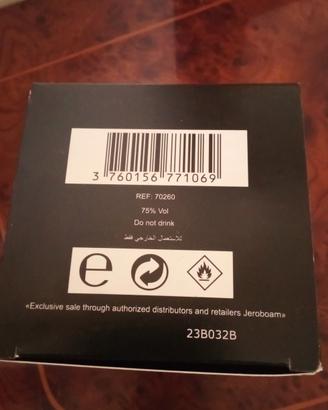 3 760156 771069
REF: 70260
75% Vol
Do not drink
للاستعمال الخارجي فقط
e
«Exclusive sale through authorized distributors and retailers Jeroboam»
23B032B